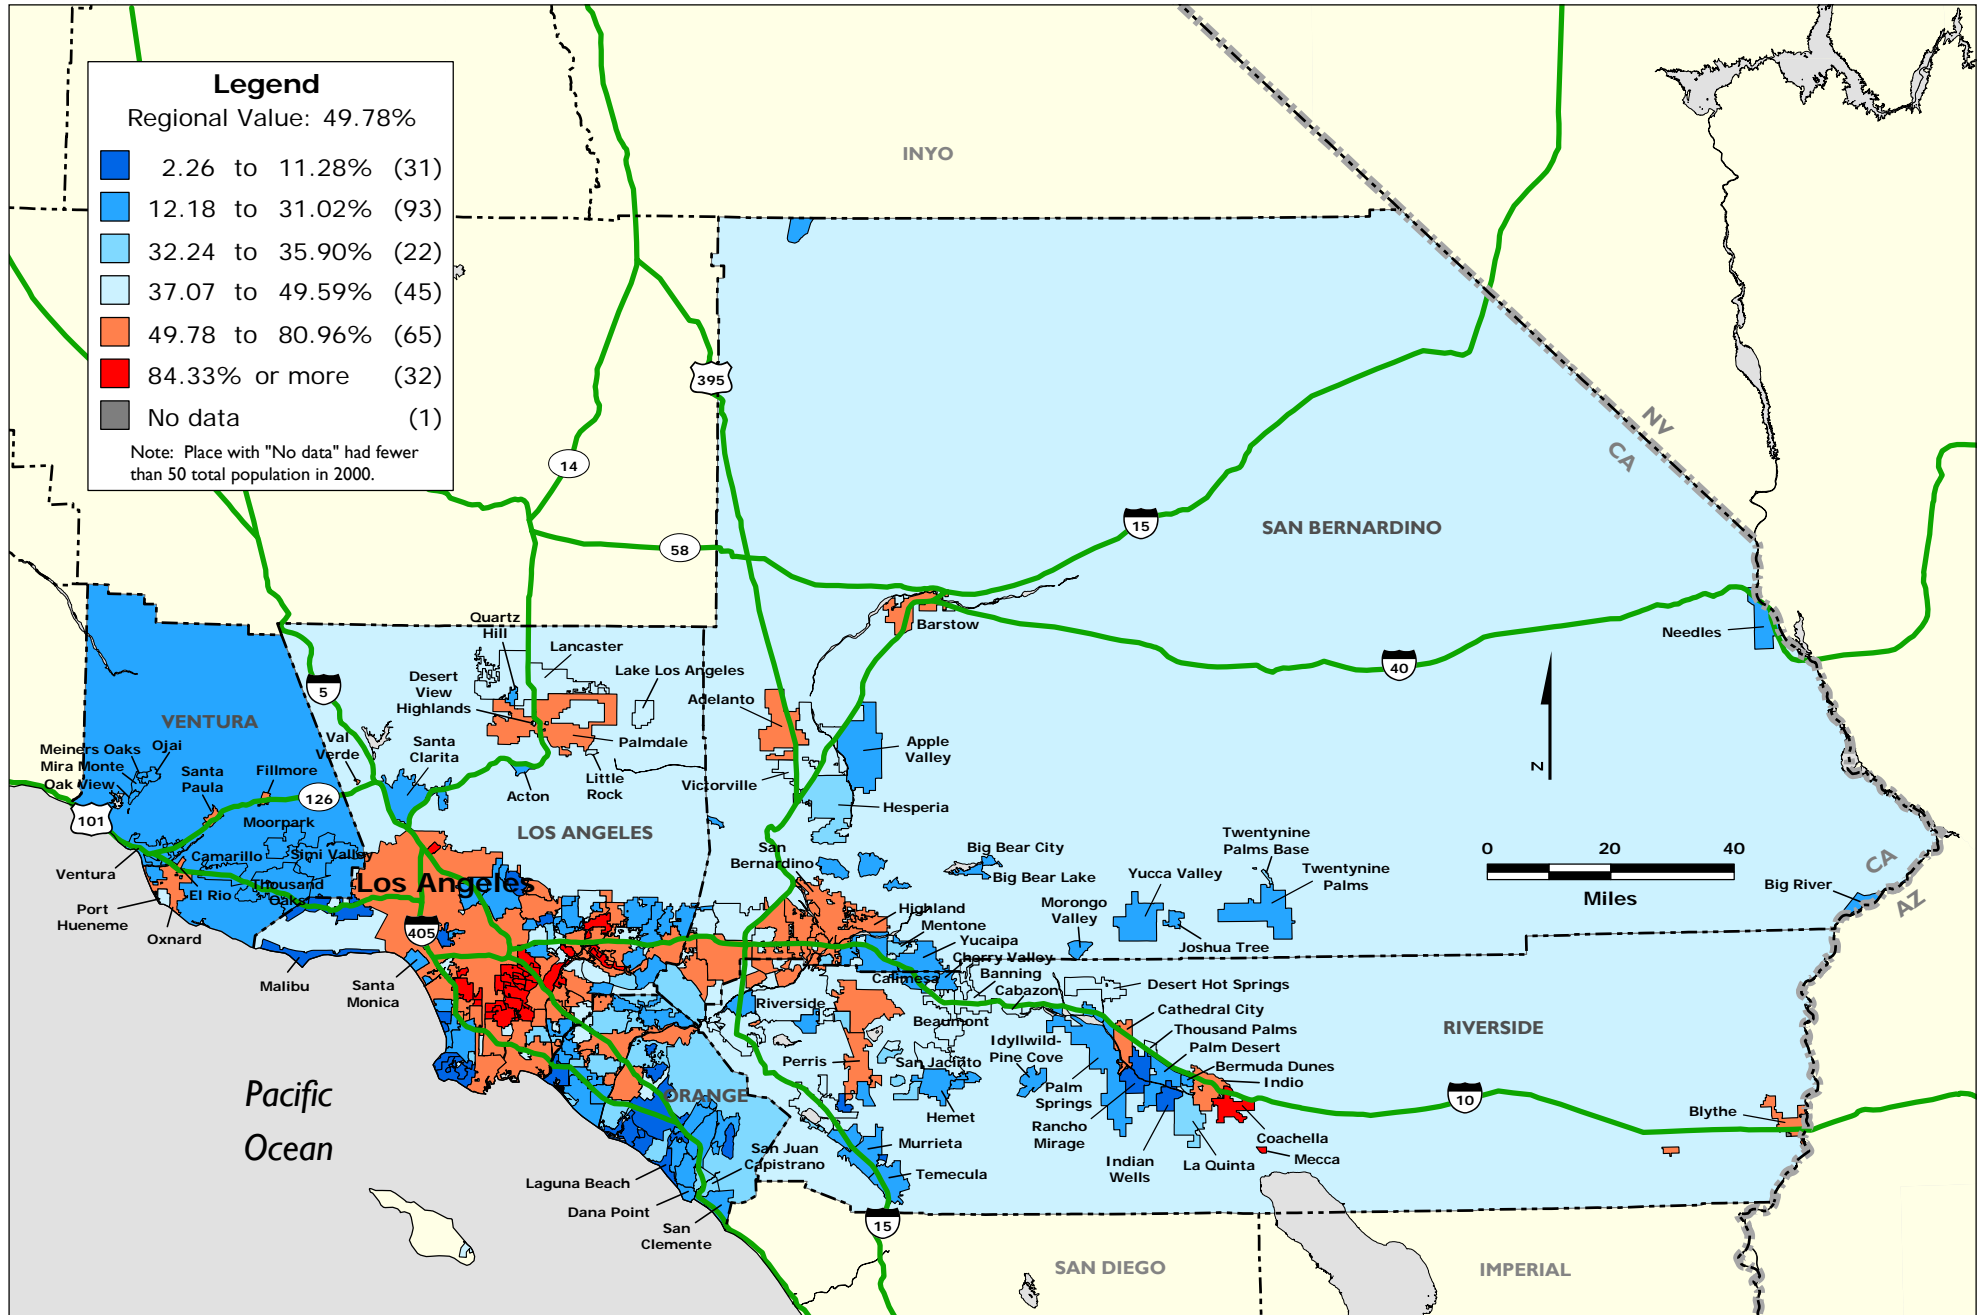 Legend
Regional Value: 49.78%
2.26 to 11.28% (31)
12.18 to 31.02% (93)
32.24 to 35.90% (22)
37.07 to 49.59% (45)
49.78 to 80.96% (65)
84.33% or more (32)
No data (1)
Note: Place with "No data" had fewer
than 50 total population in 2000.
INYO
395
14
58
15
NV
CA
SAN BERNARDINO
Barstow
Needles
40
N
Quartz
Hill
Lancaster
Lake Los Angeles
Desert
View
Highlands
Adelanto
5
VENTURA
Palmdale
Val
Verde
Santa
Clarita
Apple
Valley
Meiners Oaks
Ojai
Mira Monte
Oak View
Santa
Paula
Fillmore
Little
Rock
Victorville
Acton
126
Hesperia
101
Moorpark
LOS ANGELES
0 20 40
Miles
Twentynine
Palms Base
Twentynine
Palms
San
Bernardino
Big Bear City
Big Bear Lake
Yucca Valley
Camarillo
Simi Valley
Ventura
El Rio
Thousand
Oaks
Los Angeles
Big River
CA
AZ
Port
Hueneme
Oxnard
405
Highland
Mentone
Yucaipa
Cherry Valley
Calimesa
Banning
Cabazon
Morongo
Valley
Joshua Tree
Malibu
Santa
Monica
Desert Hot Springs
Riverside
Beaumont
Cathedral City
Thousand Palms
Palm Desert
Bermuda Dunes
Indio
RIVERSIDE
Perris
San Jacinto
Idyllwild-
Pine Cove
Palm
Springs
Pacific
Ocean
ORANGE
Hemet
Rancho
Mirage
10
Blythe
Coachella
Mecca
San Juan
Capistrano
Murrieta
Indian
Wells
La Quinta
Laguna Beach
Temecula
Dana Point
San
Clemente
15
SAN DIEGO
IMPERIAL